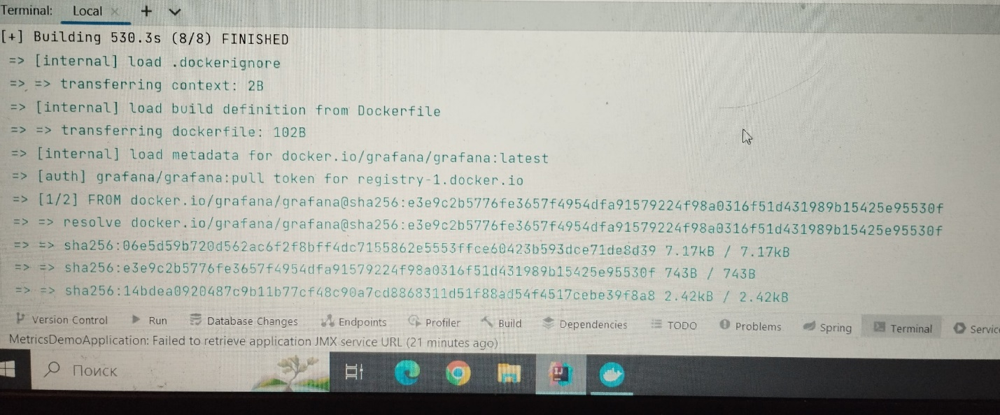 Terminal: Local × + 
[+] Building 530.3s (8/8) FINISHED
=> [internal] load .dockerignore
=> => transferring context: 2B
=> [internal] load build definition from Dockerfile
=> => transferring dockerfile: 102B
=> [internal] load metadata for docker.io/grafana/grafana:latest
=> [auth] grafana/grafana:pull token for registry-1.docker.io
=> [1/2] FROM docker.io/grafana/grafana@sha256:e3e9c2b5776fe3657f4954dfa91579224f98a0316f51d431989b15425e95530f
=> => resolve docker.io/grafana/grafana@sha256:e3e9c2b5776fe3657f4954dfa91579224f98a0316f51d431989b15425e95530f
=> => sha256:06e5d59b720d562ac6f2f8bff4dc7155862e5553ffce60423b593dce71de8d39 7.17kB / 7.17kB
=> => sha256:e3e9c2b5776fe3657f4954dfa91579224f98a0316f51d431989b15425e95530f 743B / 743B
=> => sha256:14bdea0920487c9b11b77cf48c90a7cd8868311d51f88ad54f4517cebe39f8a8 2.42kB / 2.42kB
Version Control Run Database Changes Endpoints Profiler Build Dependencies TODO Problems Spring Terminal Servic
MetricsDemoApplication: Failed to retrieve application JMX service URL (21 minutes ago)
Поиск